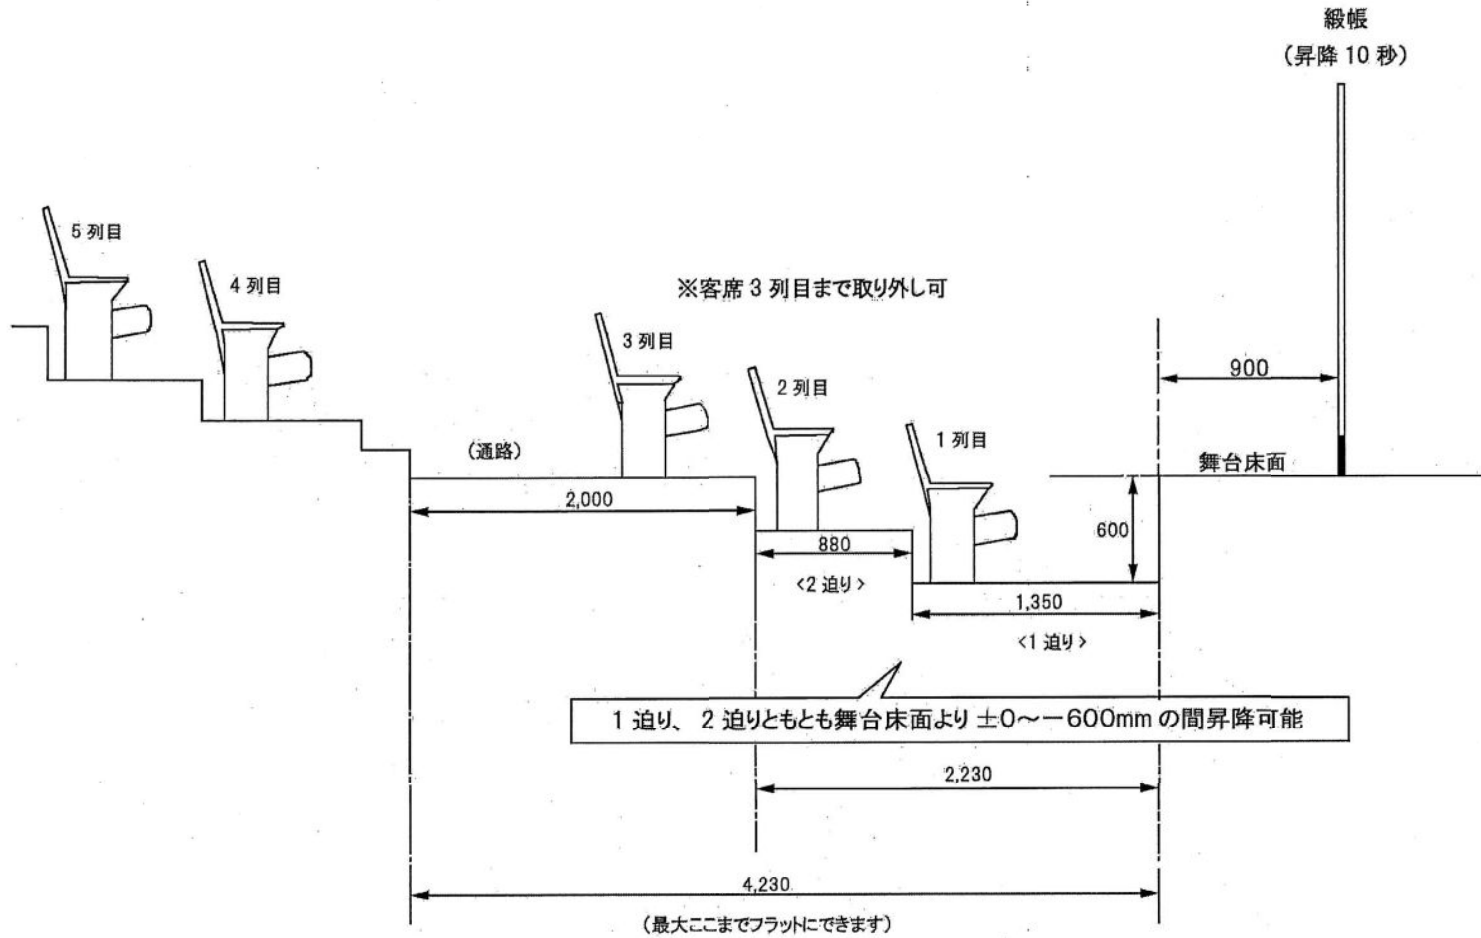 緞帳
（昇降 10 秒）
5 列目
4 列目
※客席 3 列目まで取り外し可
3 列目
2 列目
1 列目
900
（通路）
舞台床面
2,000
600
880
<2 迫り>
1,350
<1 迫り>
1 迫り、 2 迫りともとも舞台床面より ±0～－600mm の間昇降可能
2,230
4,230
（最大ここまでフラットにできます）